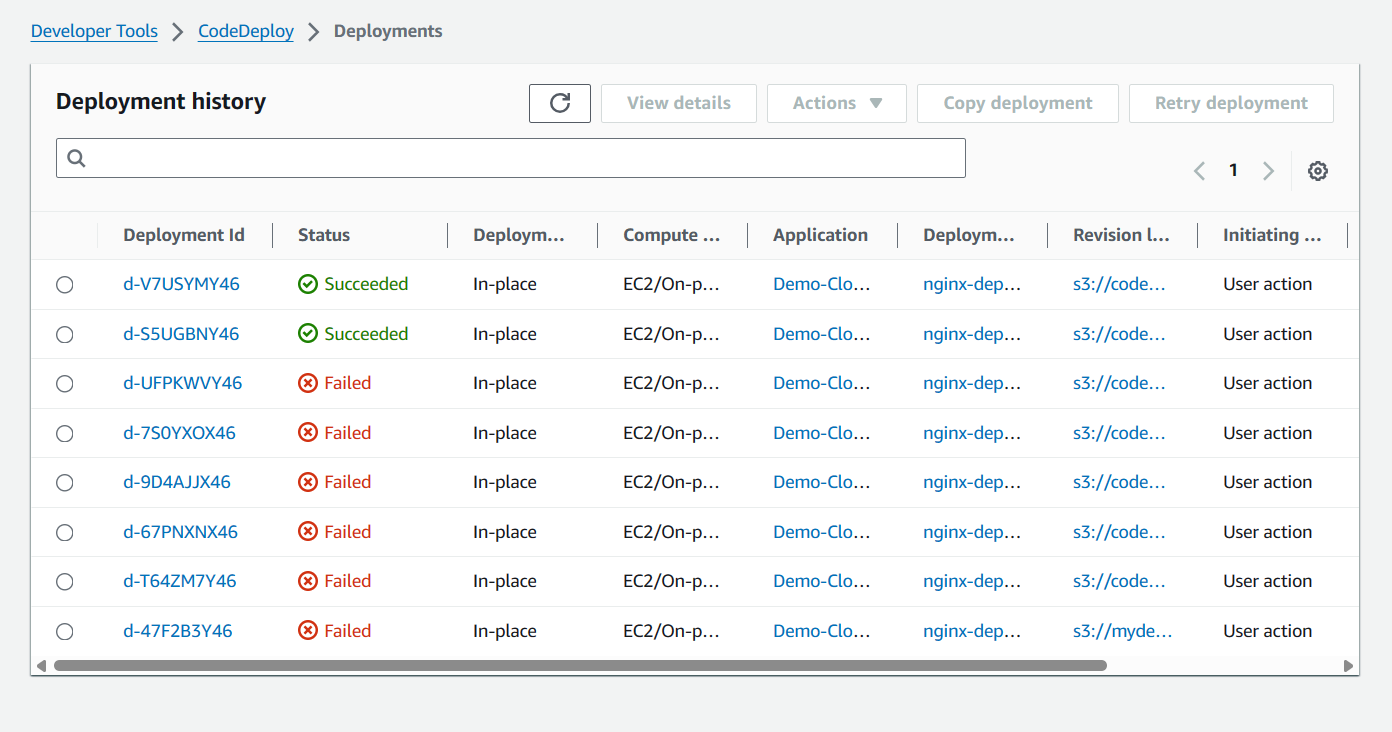 Developer Tools > CodeDeploy > Deployments
Deployment history View details Actions ▼ Copy deployment Retry deployment
1
Deployment Id Status Deploym... Compute ... Application Deploym... Revision l... Initiating ...
d-V7USYMY46 Succeeded In-place EC2/On-p... Demo-Clo... nginx-dep... s3://code... User action
d-S5UGBNY46 Succeeded In-place EC2/On-p... Demo-Clo... nginx-dep... s3://code... User action
d-UFPKWVY46 Failed In-place EC2/On-p... Demo-Clo... nginx-dep... s3://code... User action
d-7S0YXOX46 Failed In-place EC2/On-p... Demo-Clo... nginx-dep... s3://code... User action
d-9D4AJJX46 Failed In-place EC2/On-p... Demo-Clo... nginx-dep... s3://code... User action
d-67PNXNX46 Failed In-place EC2/On-p... Demo-Clo... nginx-dep... s3://code... User action
d-T64ZM7Y46 Failed In-place EC2/On-p... Demo-Clo... nginx-dep... s3://code... User action
d-47F2B3Y46 Failed In-place EC2/On-p... Demo-Clo... nginx-dep... s3://myde... User action